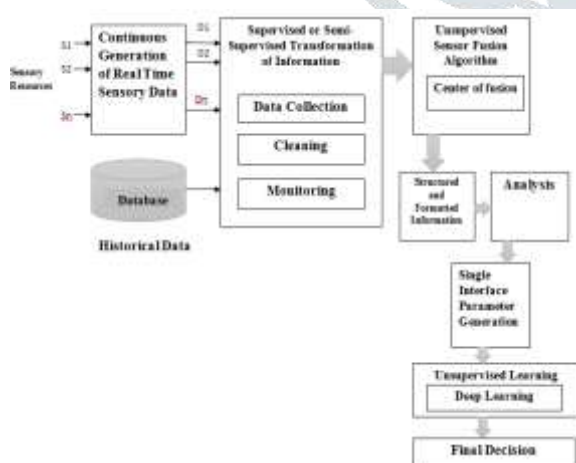 Sensory
Resources
S1
S2
Sn
Continuous
Generation
of Real Time
Sensory Data
D1
D2
Dn
Database
Historical Data
Supervised or Semi-
Supervised Transformation
of Information
Data Collection
Cleaning
Monitoring
Unsupervised
Sensor Fusion
Algorithm
Center of fusion
Structured
and
Formatted
Information
Analysis
Single
Interface
Parameter
Generation
Unsupervised Learning
Deep Learning
Final Decision